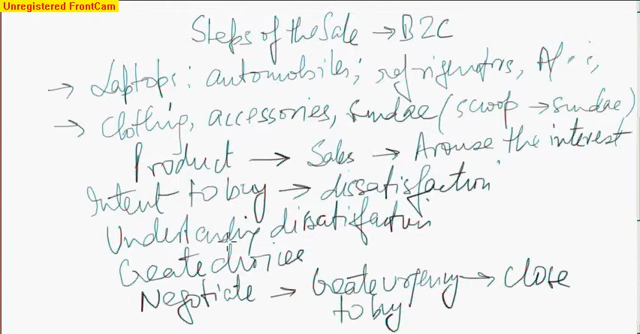 Unregistered FrontCam
Steps of the Sale → B2C
→ Laptops: automobiles; refrigerators, A/c,
→ Clothing, accessories, Sundae (scoop → sundae)
Product → Sales → Arouse the interest
Intent to buy → dissatisfaction
Understanding dissatisfaction
Create choices
Negotiate → Create urgency → Close
to buy